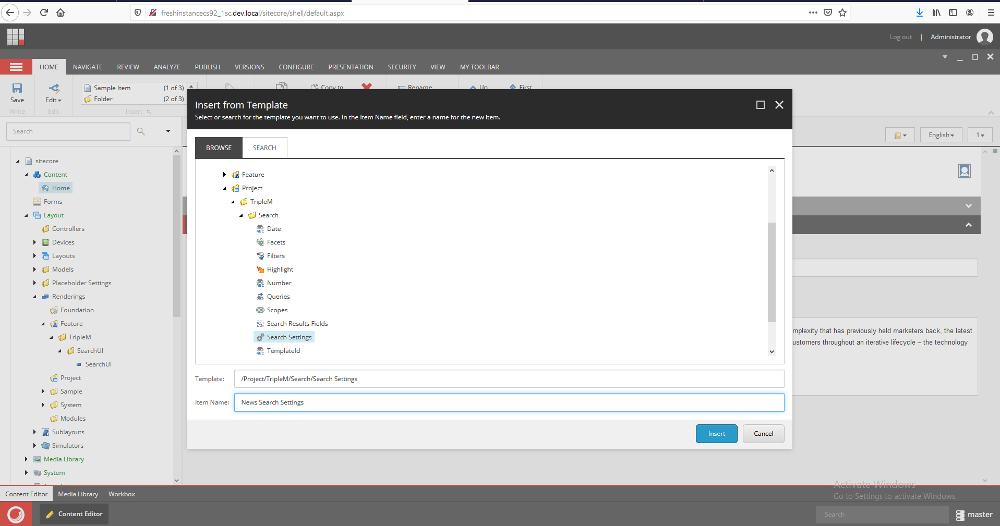 freshinstancecs92_1sc.dev.local/sitecore/shell/default.aspx
Log out | Administrator
HOME NAVIGATE REVIEW ANALYZE PUBLISH VERSIONS CONFIGURE PRESENTATION SECURITY VIEW MY TOOLBAR
Save
Write
Edit
Edit
Sample Item (1 of 3)
Folder (2 of 3)
Insert
Copy to
Rename
Up
First
Insert from Template
Select or search for the template you want to use. In the Item Name field, enter a name for the new item.
Search
English
1
BROWSE SEARCH
sitecore
Content
Home
Forms
Layout
Controllers
Devices
Layouts
Models
Placeholder Settings
Renderings
Foundation
Feature
TripleM
SearchUI
SearchUI
Project
Sample
System
Modules
Sublayouts
Simulators
Media Library
System
Feature
Project
TripleM
Search
Date
Facets
Filters
Highlight
Number
Queries
Scopes
Search Results Fields
Search Settings
TemplateId
Template: /Project/TripleM/Search/Search Settings
Item Name: News Search Settings
Insert Cancel
mplexity that has previously held marketers back, the latest
ustomers throughout an iterative lifecycle – the technology
Activate Windows
Go to Settings to activate Windows.
Content Editor Media Library Workbox
Content Editor
Search
master